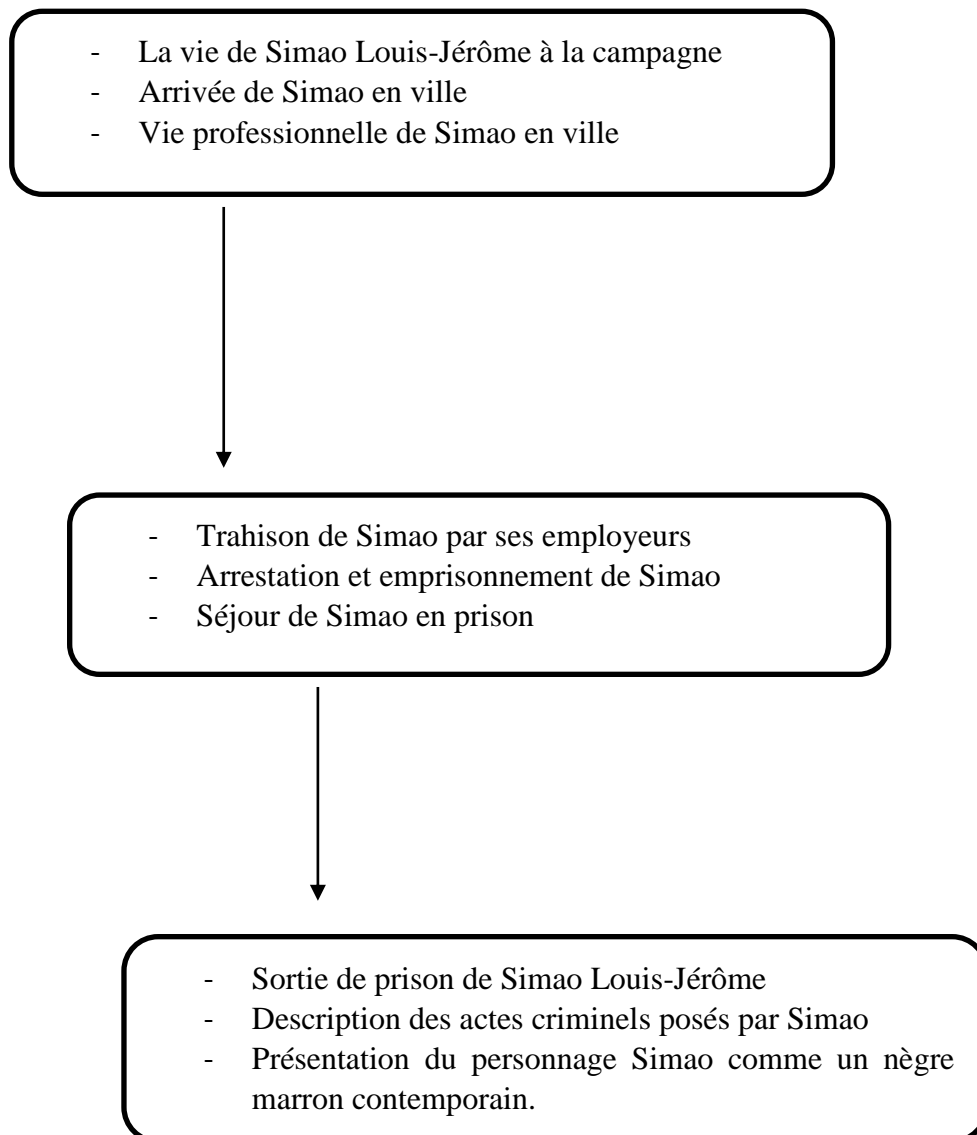 - La vie de Simao Louis-Jérôme à la campagne
- Arrivée de Simao en ville
- Vie professionnelle de Simao en ville
- Trahison de Simao par ses employeurs
- Arrestation et emprisonnement de Simao
- Séjour de Simao en prison
- Sortie de prison de Simao Louis-Jérôme
- Description des actes criminels posés par Simao
- Présentation du personnage Simao comme un nègre
marron contemporain.